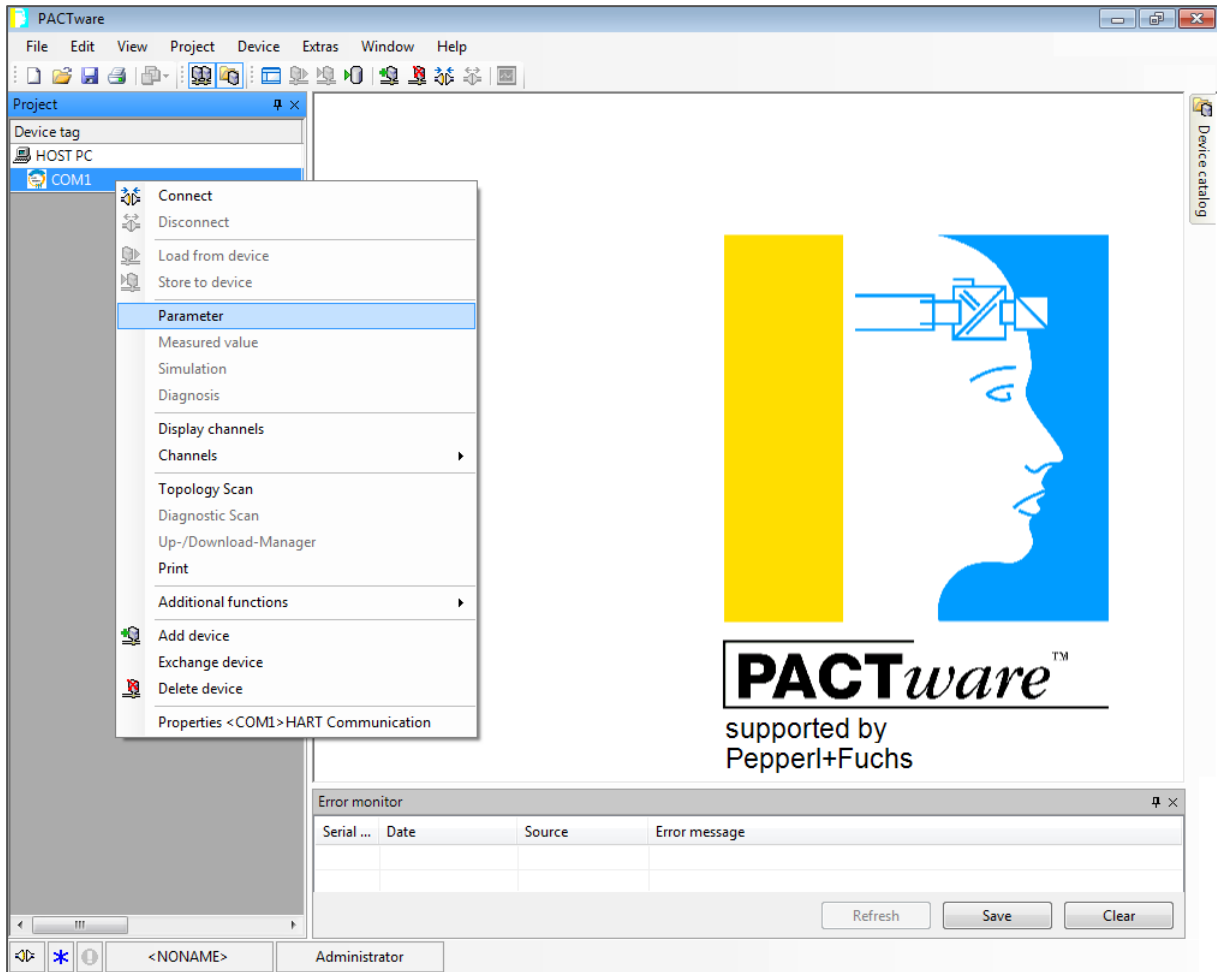 PACTware
File Edit View Project Device Extras Window Help
Project
Device tag
HOST PC
COM1
Connect
Disconnect
Load from device
Store to device
Parameter
Measured value
Simulation
Diagnosis
Display channels
Channels
Topology Scan
Diagnostic Scan
Up-/Download-Manager
Print
Additional functions
Add device
Exchange device
Delete device
Properties <COM1>HART Communication
Device catalog
PACTware™
supported by
Pepperl+Fuchs
Error monitor
Serial ... Date Source Error message
Refresh Save Clear
<NONAME> Administrator